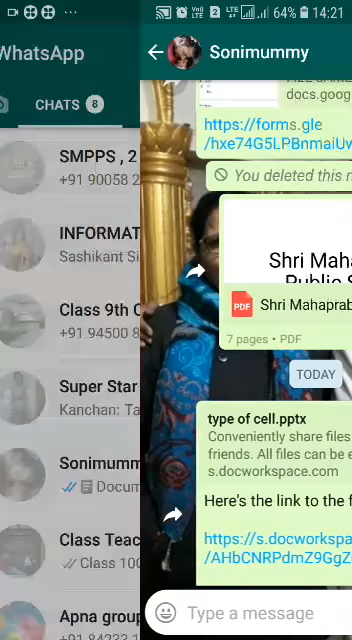 64% 14:21
WhatsApp
CHATS 8
SMPPS , 2
+91 90058 2
INFORMAT
Sashikant Si
Class 9th
+91 94500 8
Super Star
Kanchan: Ta
Sonimumm
Docum
Class Teac
Class 10
Apna group
+91 84233 1
Sonimummy
docs.goog
https://forms.gle
/hxe74G5LPBnmaiUv
You deleted this
Shri Maha
Public S
PDF Shri Mahaprab
7 pages • PDF
TODAY
type of cell.pptx
Conveniently share files
friends. All files can be e
s.docworkspace.com
Here's the link to the f
https://s.docworkspa
/AHbCNRPdmZ9GgZ
Type a message